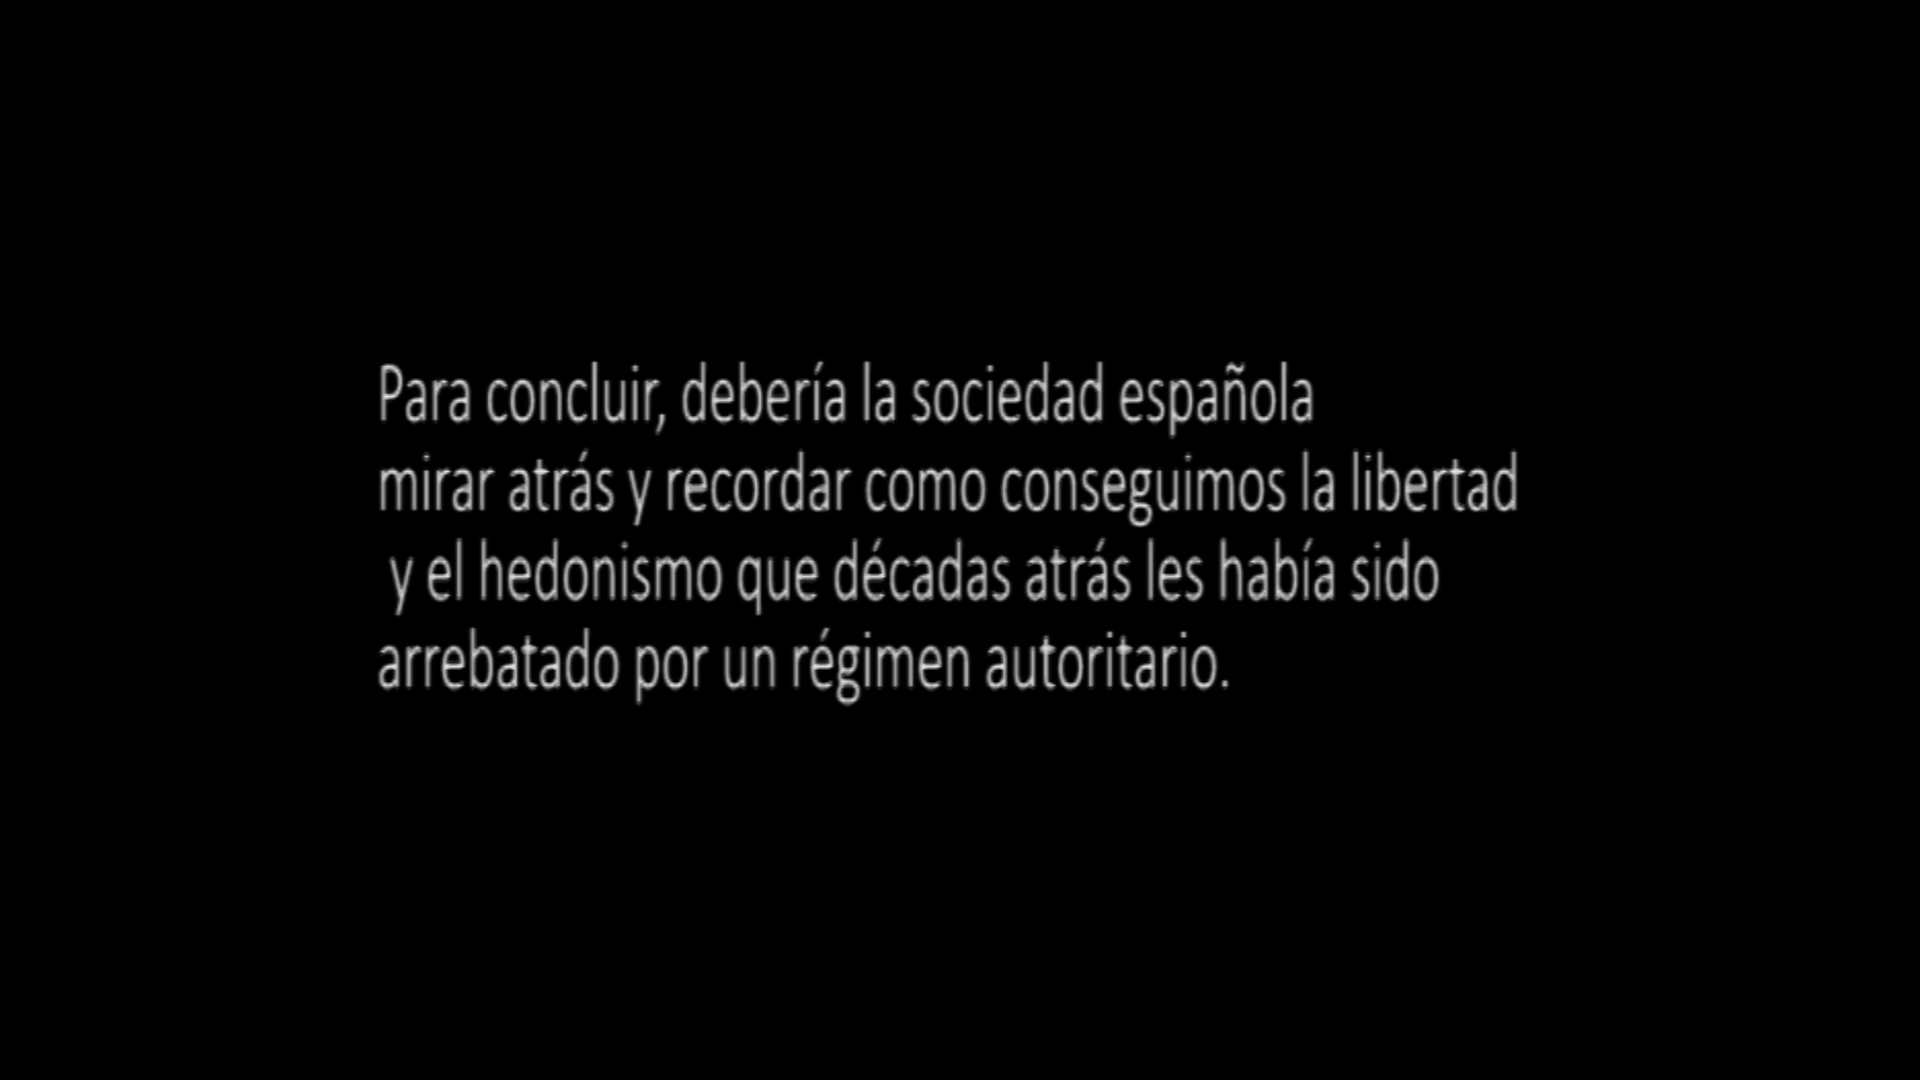 Para concluir, debería la sociedad española
mirar atrás y recordar como conseguimos la libertad
y el hedonismo que décadas atrás les había sido
arrebatado por un régimen autoritario.